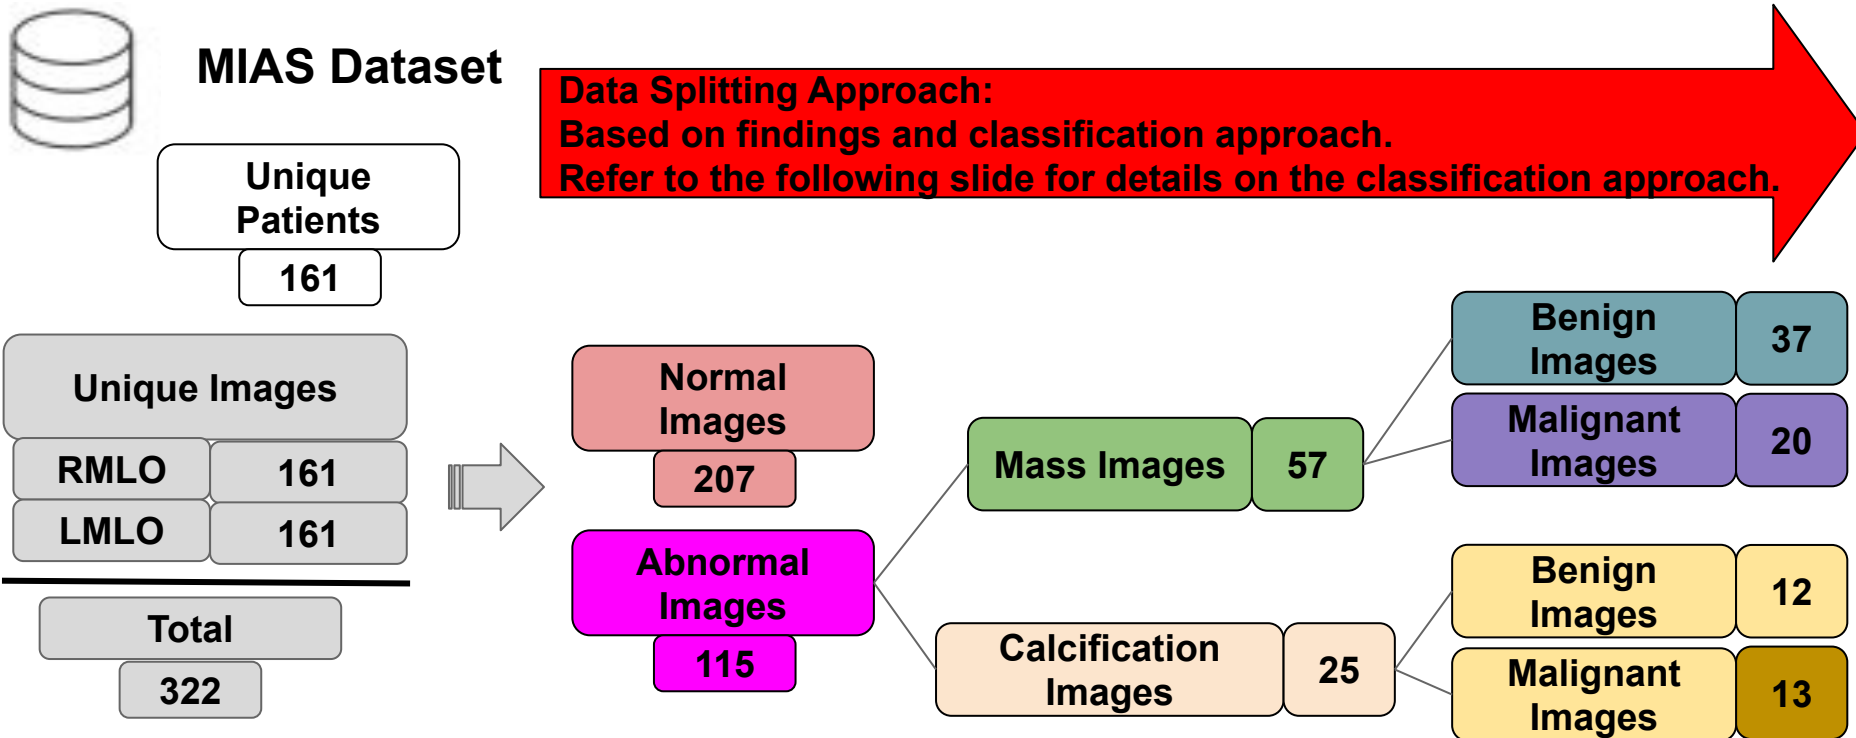 MIAS Dataset
Data Splitting Approach:
Based on findings and classification approach.
Refer to the following slide for details on the classification approach.
Unique
Patients
161
Unique Images
RMLO 161
LMLO 161
Total
322
Normal
Images
207
Abnormal
Images
115
Mass Images 57
Calcification
Images
25
Benign
Images
37
Malignant
Images
20
Benign
Images
12
Malignant
Images
13